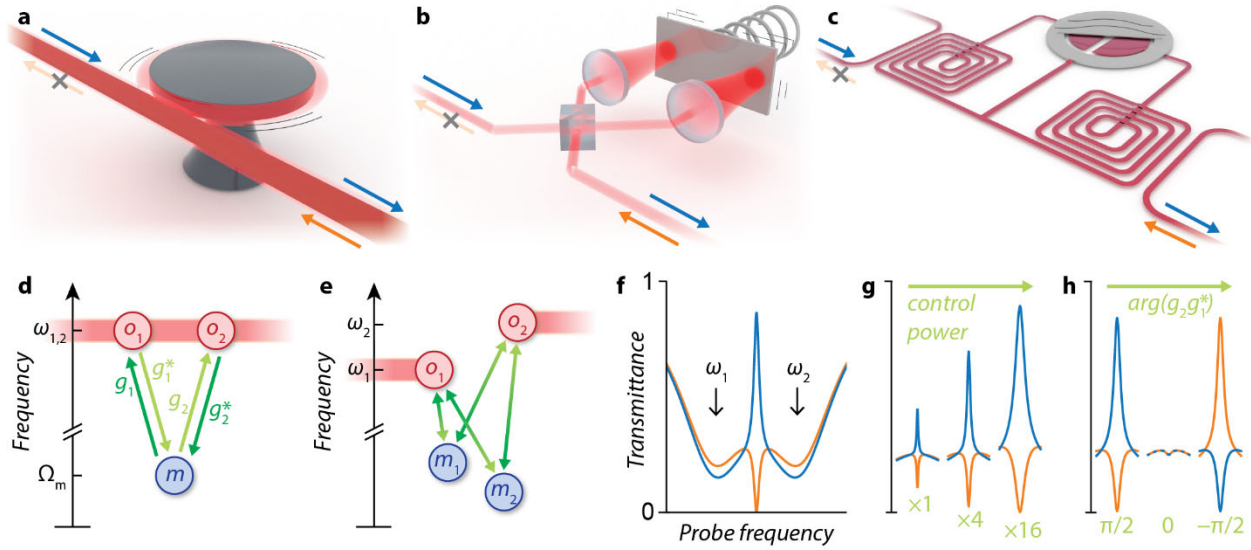 a
b
c
d
e
f
g
h
Frequency
ω₁,₂
Ωₘ
o₁
o₂
g₁
g₁*
g₂
g₂*
m
Frequency
ω₂
ω₁
o₁
o₂
m₁
m₂
Transmittance
1
0
ω₁
ω₂
Probe frequency
control
power
×1
×4
×16
arg(g₂g₁*)
π/2
0
−π/2